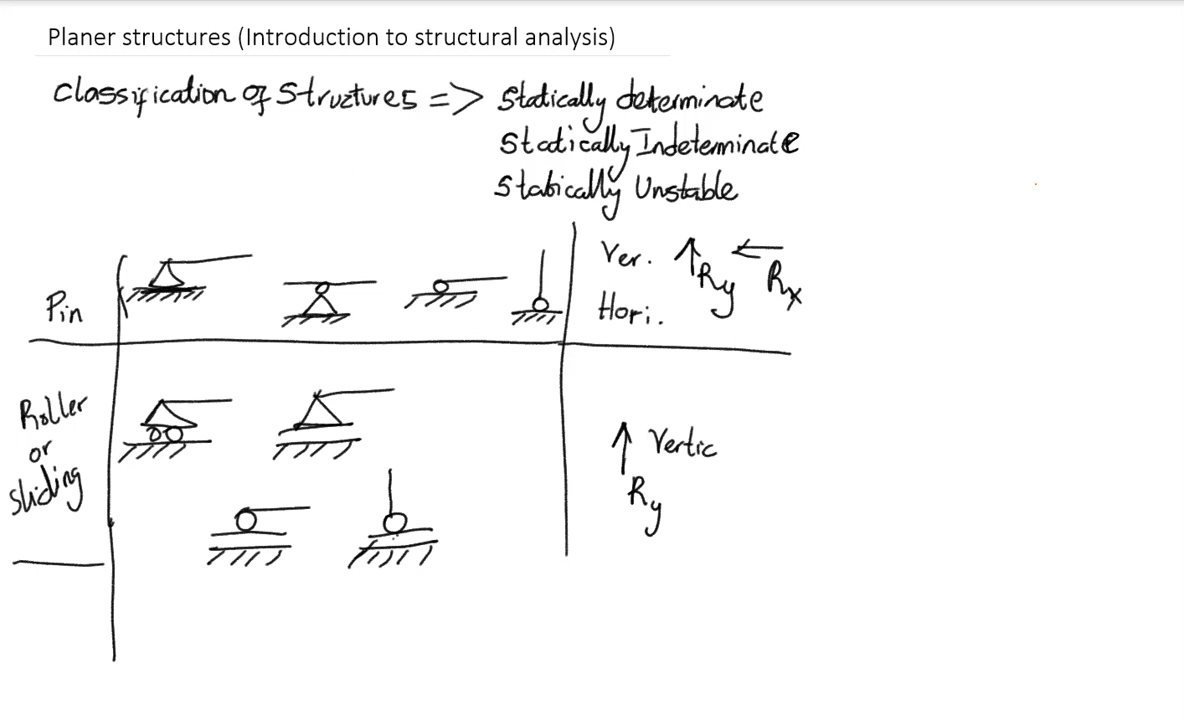 Planer structures (Introduction to structural analysis)
Classification of Structures => Statically determinate
Statically Indeterminate
Statically Unstable
Pin
Ver. ↑Ry ←Rx
Hori.
Roller
or
sliding
↑ Vertic
Ry